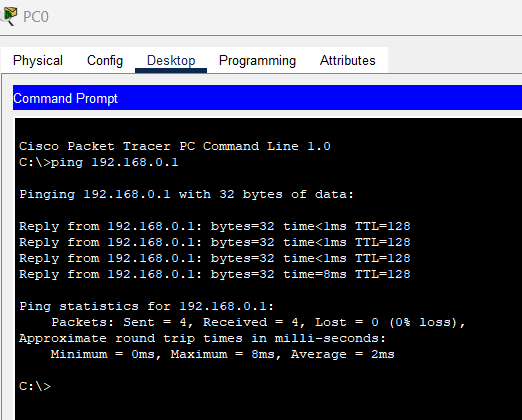 PC0
Physical Config Desktop Programming Attributes
Command Prompt
Cisco Packet Tracer PC Command Line 1.0
C:\>ping 192.168.0.1
Pinging 192.168.0.1 with 32 bytes of data:
Reply from 192.168.0.1: bytes=32 time<1ms TTL=128
Reply from 192.168.0.1: bytes=32 time<1ms TTL=128
Reply from 192.168.0.1: bytes=32 time<1ms TTL=128
Reply from 192.168.0.1: bytes=32 time=8ms TTL=128
Ping statistics for 192.168.0.1:
Packets: Sent = 4, Received = 4, Lost = 0 (0% loss),
Approximate round trip times in milli-seconds:
Minimum = 0ms, Maximum = 8ms, Average = 2ms
C:\>